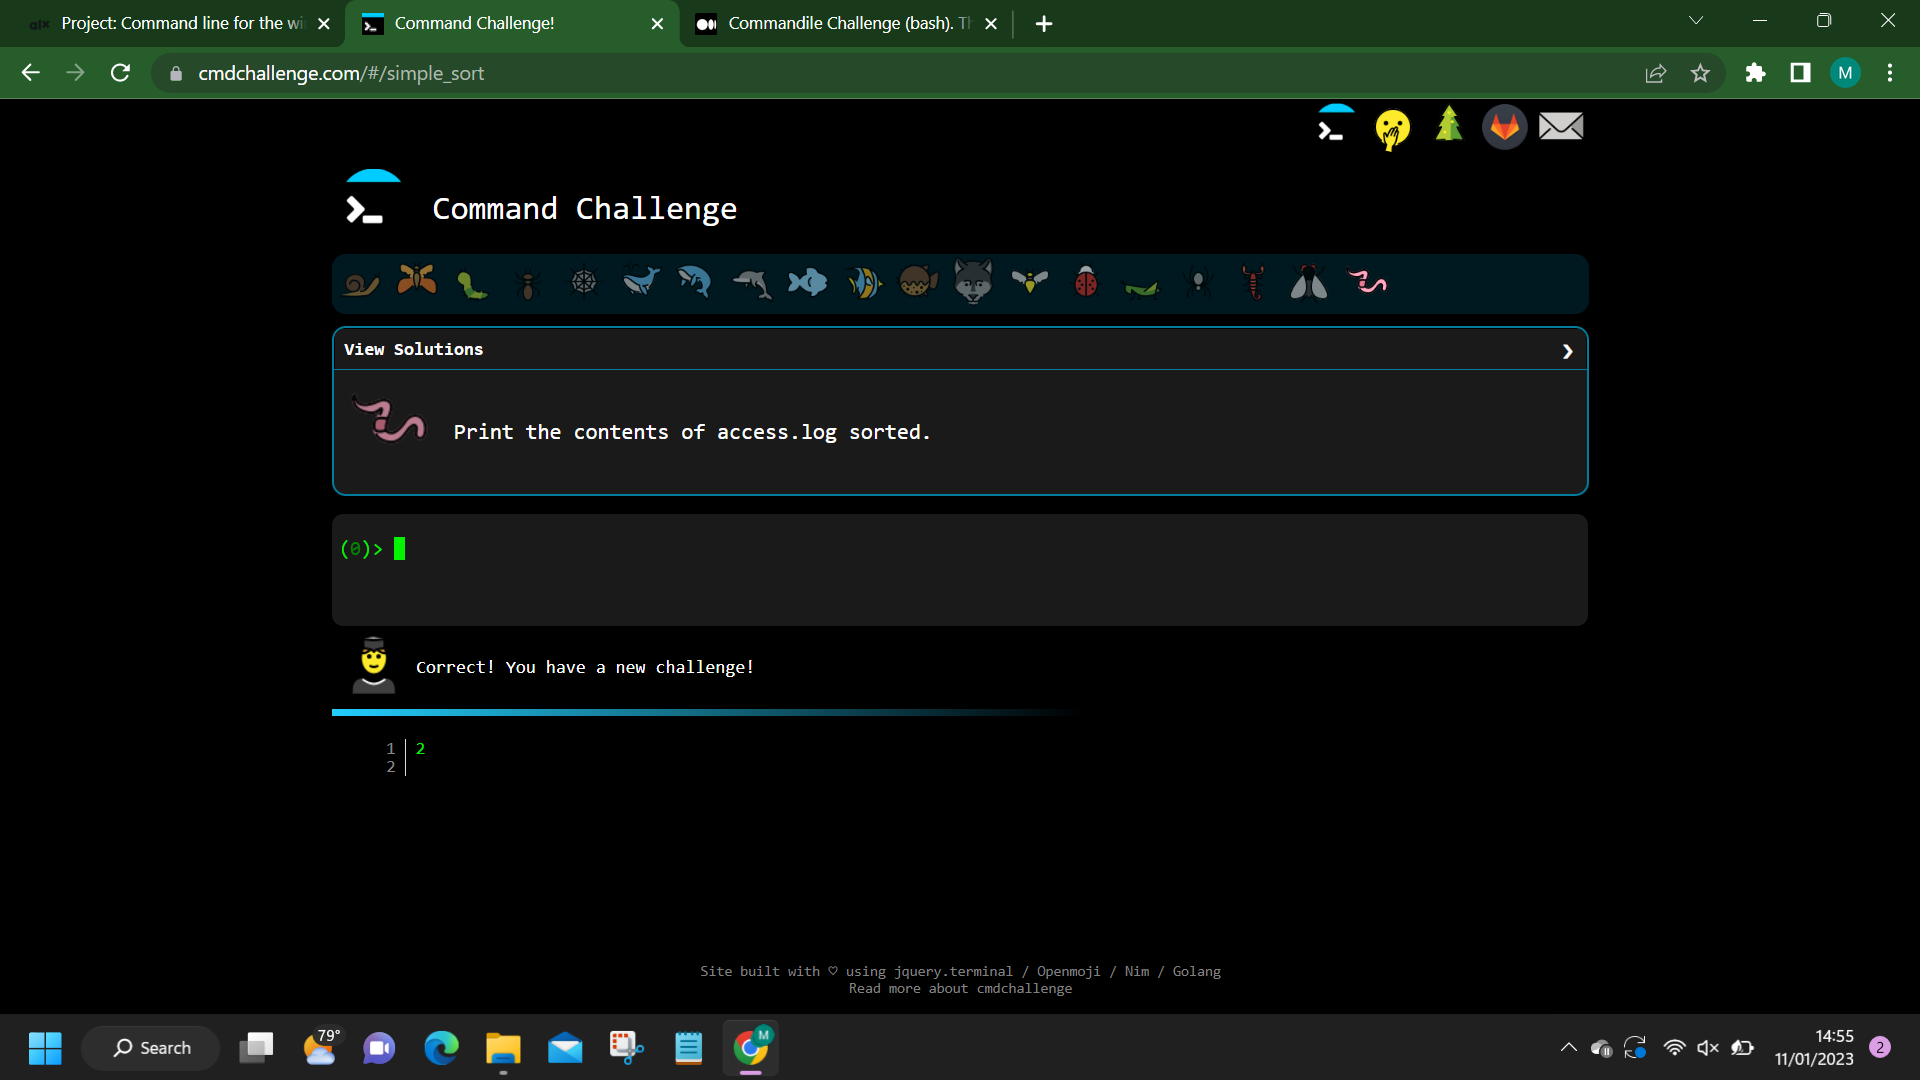 alx Project: Command line for the wi
Command Challenge!
Commandile Challenge (bash). Th
cmdchallenge.com/#/simple_sort
M
Command Challenge
View Solutions
Print the contents of access.log sorted.
(0)>
Correct! You have a new challenge!
1 2
2
Site built with ♡ using jquery.terminal / Openmoji / Nim / Golang
Read more about cmdchallenge
79°
Search
M
14:55
11/01/2023
2